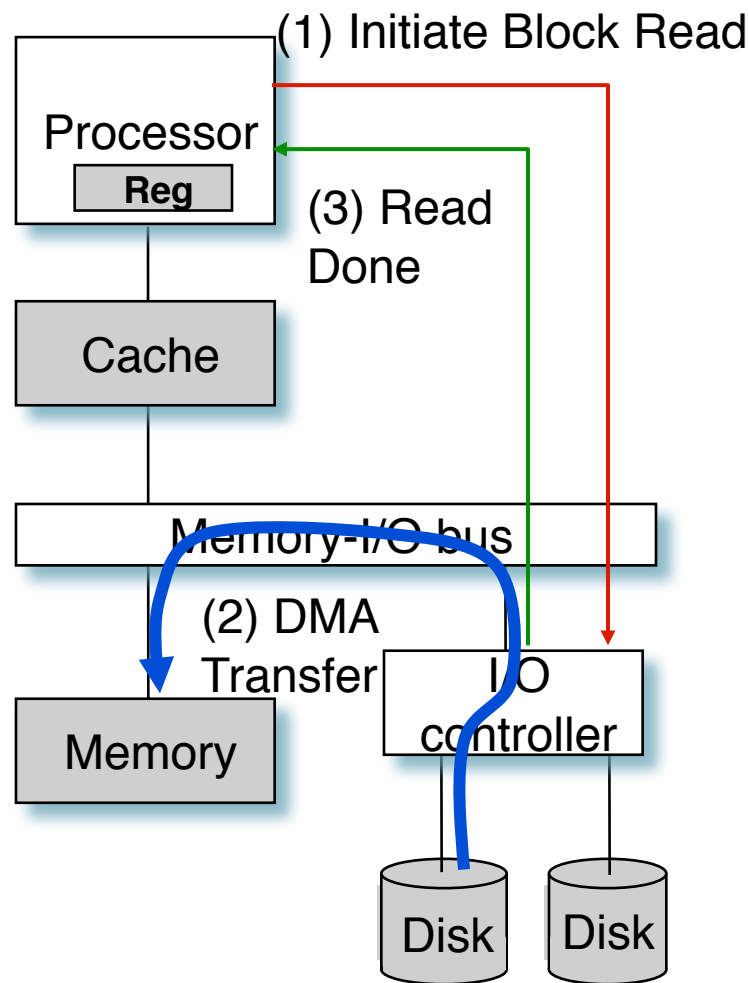 (1) Initiate Block Read
Processor
Reg
(3) Read
Done
Cache
Memory-I/O bus
(2) DMA
Transfer
I/O
controller
Memory
Disk
Disk